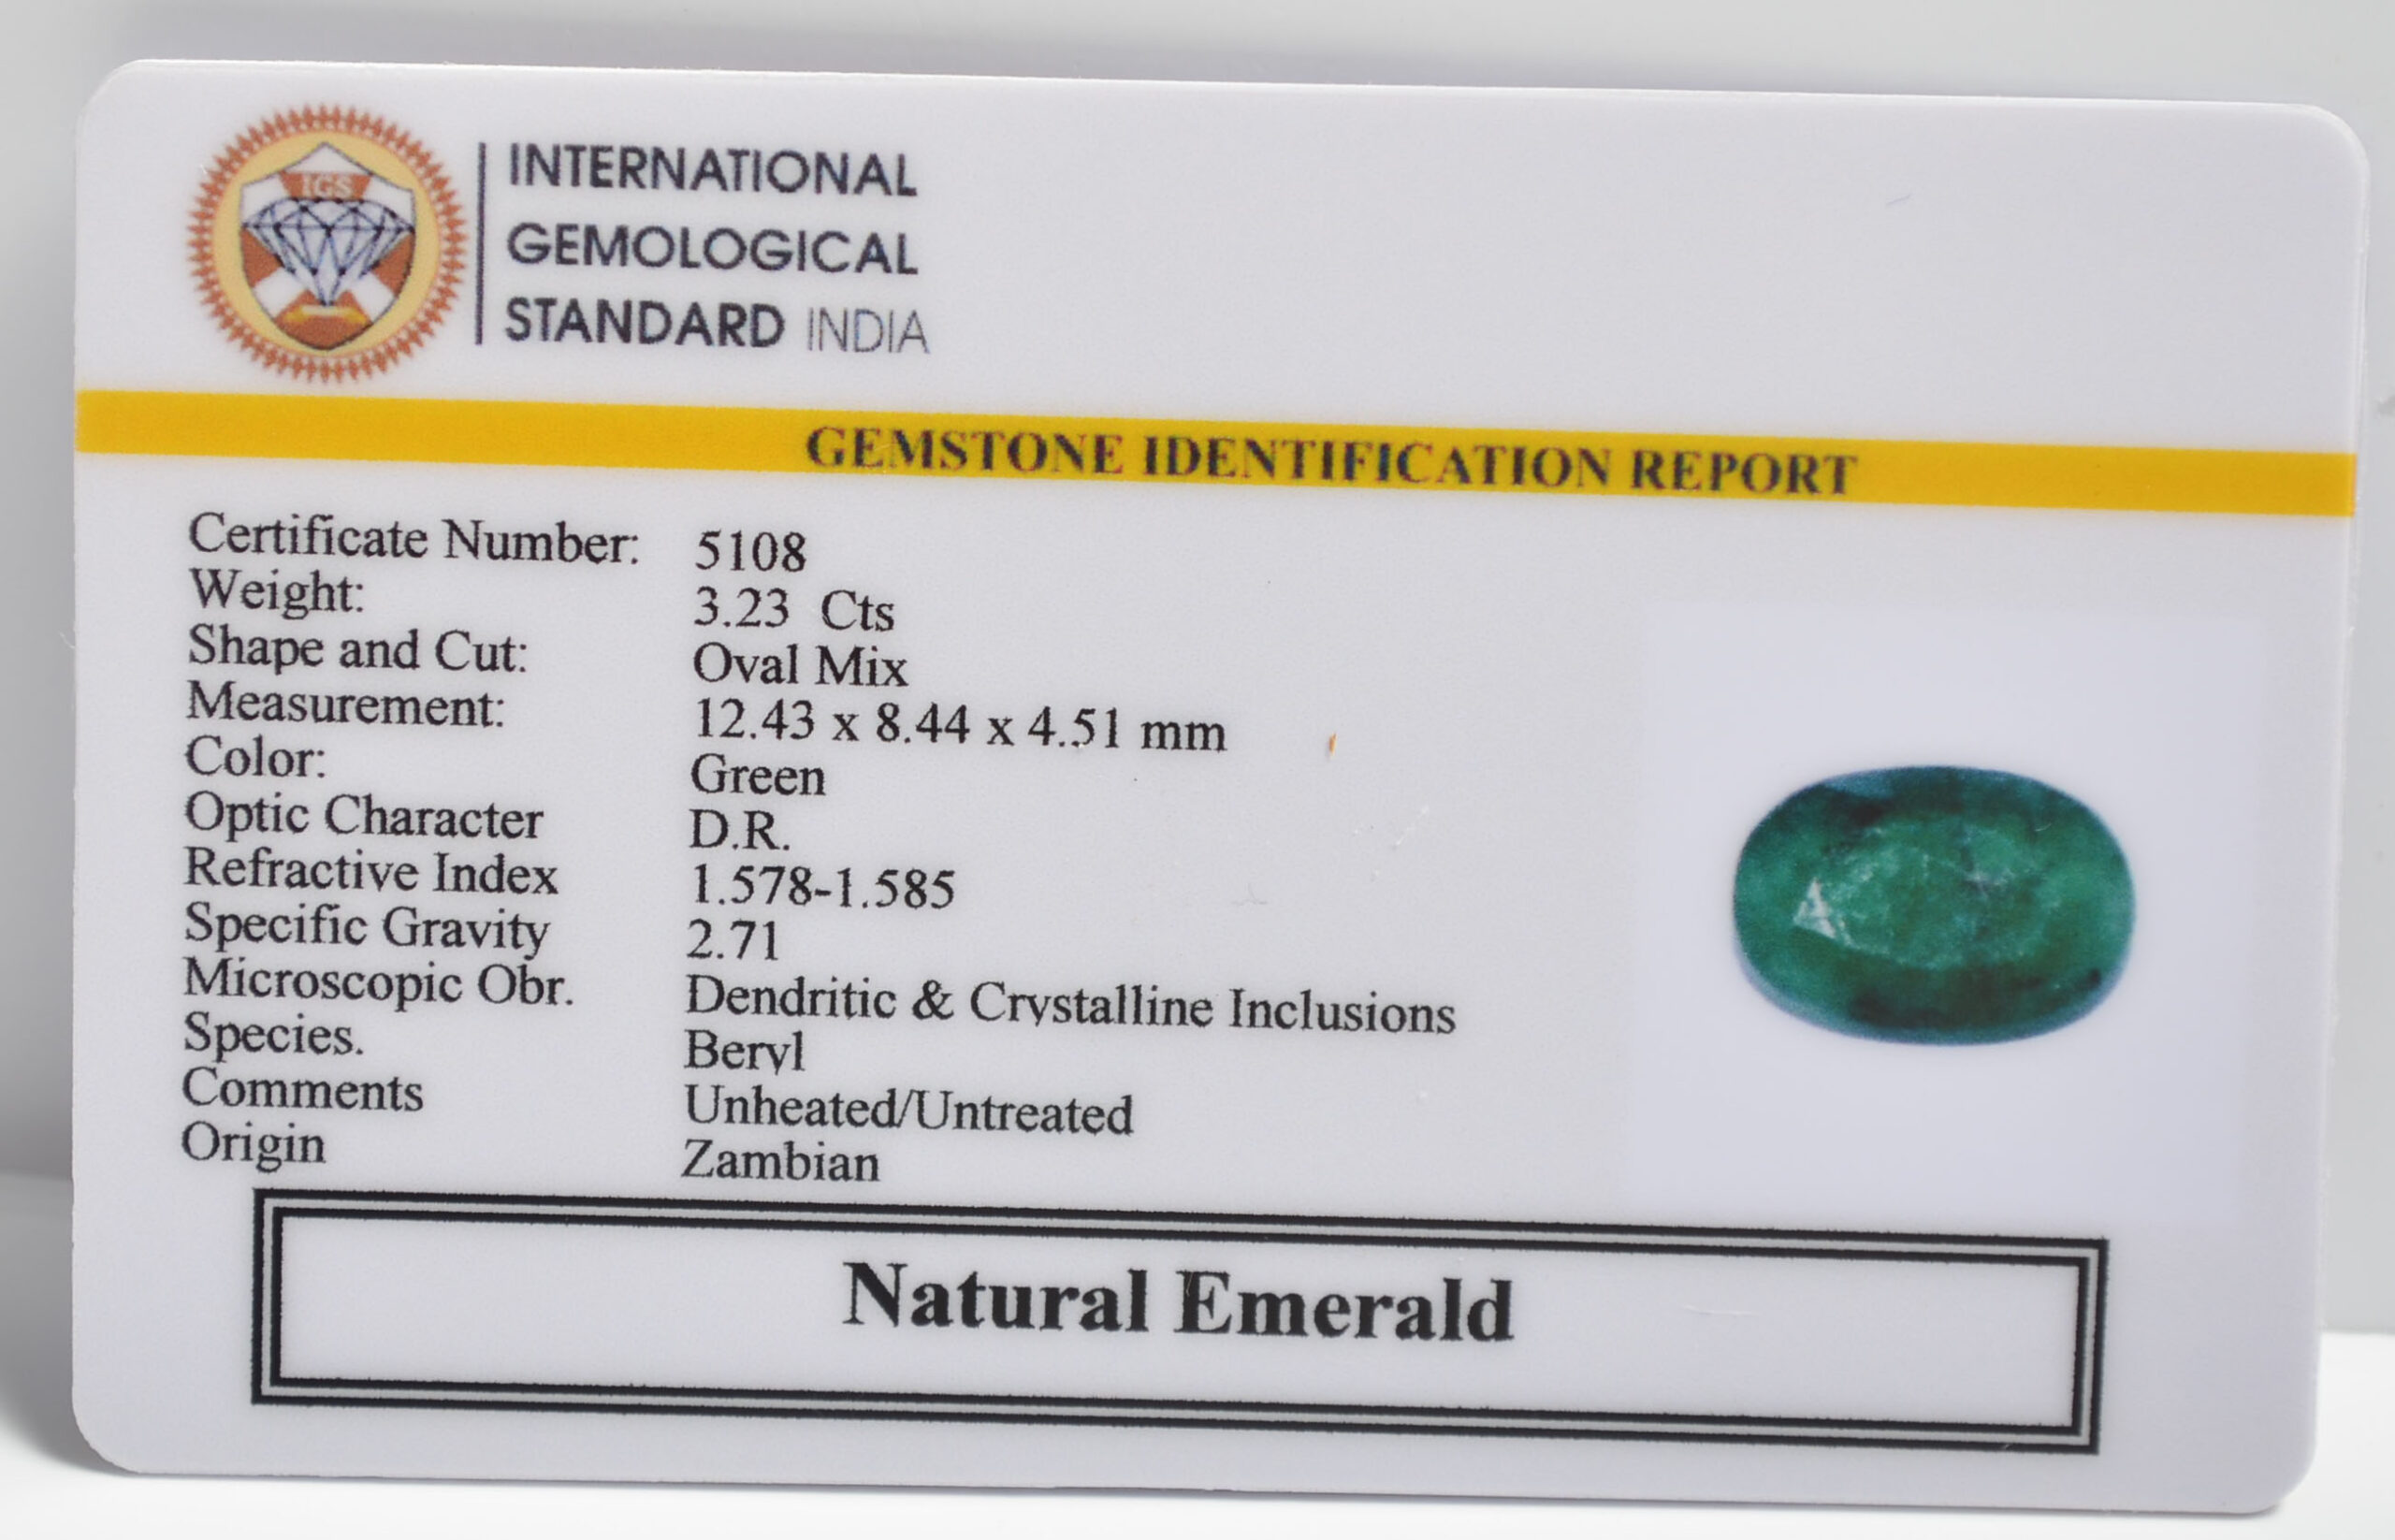 IGS
INTERNATIONAL
GEMOLOGICAL
STANDARD INDIA
GEMSTONE IDENTIFICATION REPORT
Certificate Number: 5108
Weight: 3.23 Cts
Shape and Cut: Oval Mix
Measurement: 12.43 x 8.44 x 4.51 mm
Color: Green
Optic Character D.R.
Refractive Index 1.578-1.585
Specific Gravity 2.71
Microscopic Obr. Dendritic & Crystalline Inclusions
Species. Beryl
Comments Unheated/Untreated
Origin Zambian
Natural Emerald